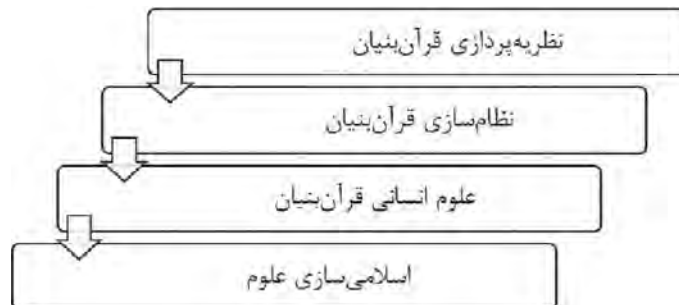 نظریه‌پردازی قرآن‌بنیان
نظام‌سازی قرآن‌بنیان
علوم انسانی قرآن‌بنیان
اسلامی‌سازی علوم